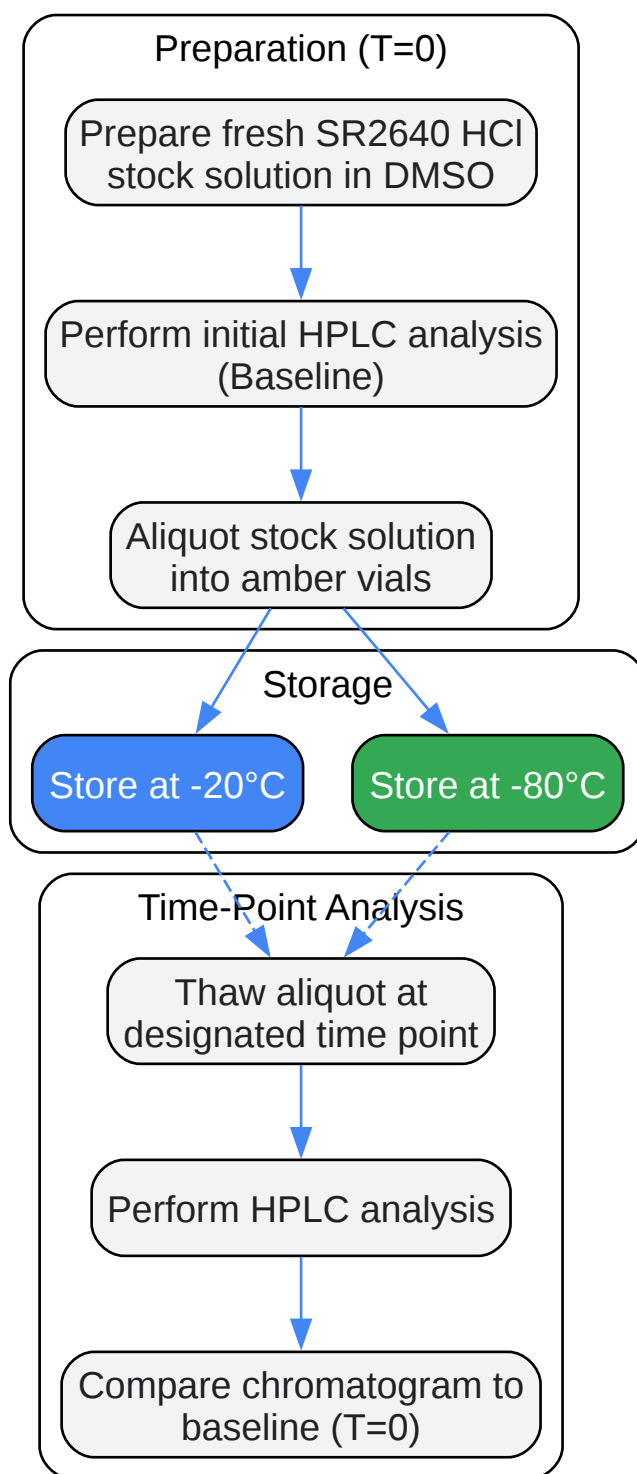 Preparation (T=0)
Prepare fresh SR2640 HCl
stock solution in DMSO
Perform initial HPLC analysis
(Baseline)
Aliquot stock solution
into amber vials
Storage
Store at -20°C
Store at -80°C
Time-Point Analysis
Thaw aliquot at
designated time point
Perform HPLC analysis
Compare chromatogram to
baseline (T=0)